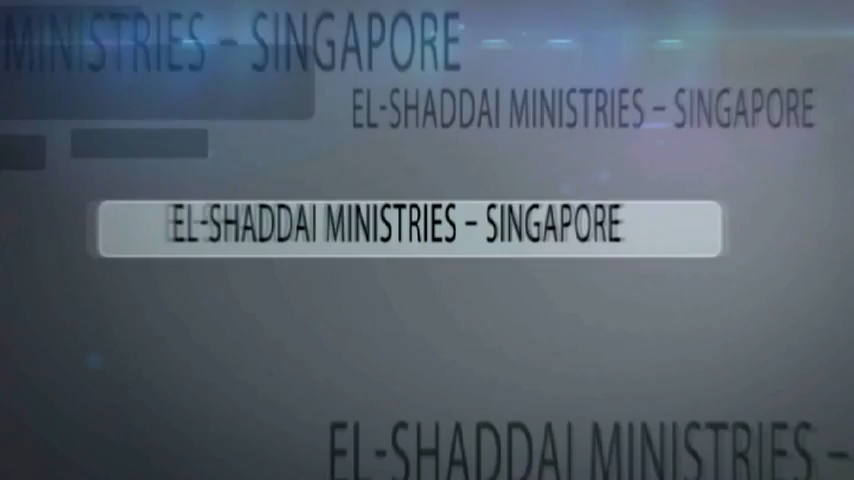 MINISTRIES – SINGAPORE
EL-SHADDAI MINISTRIES – SINGAPORE
EL-SHADDAI MINISTRIES – SINGAPORE
EL-SHADDAI MINISTRIES –